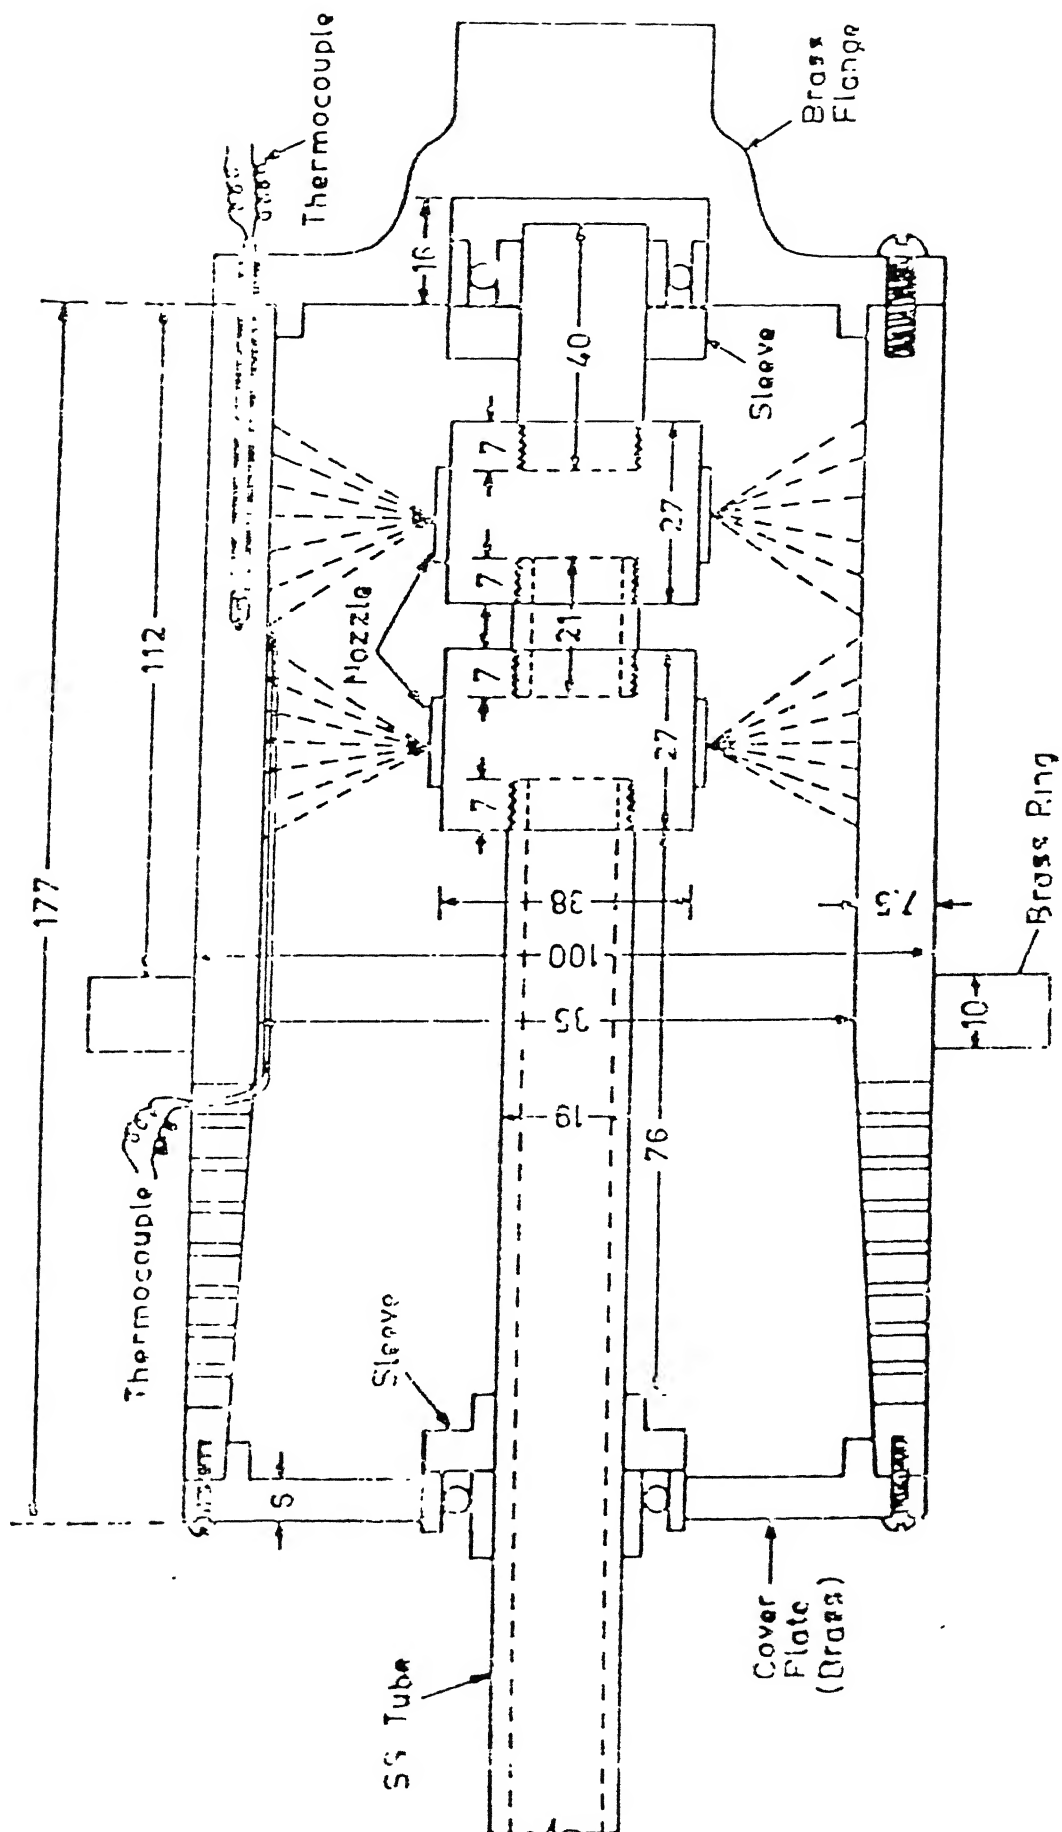 Thermocouple
Brass
Flange
177
112
16
40
Sleeve
7
27
7
Nozzle
21
7
27
7
38
100
7.5
Brass Ring
10
19
76
Thermocouple
Sleeve
SS Tube
Cover
Plate
(Brass)